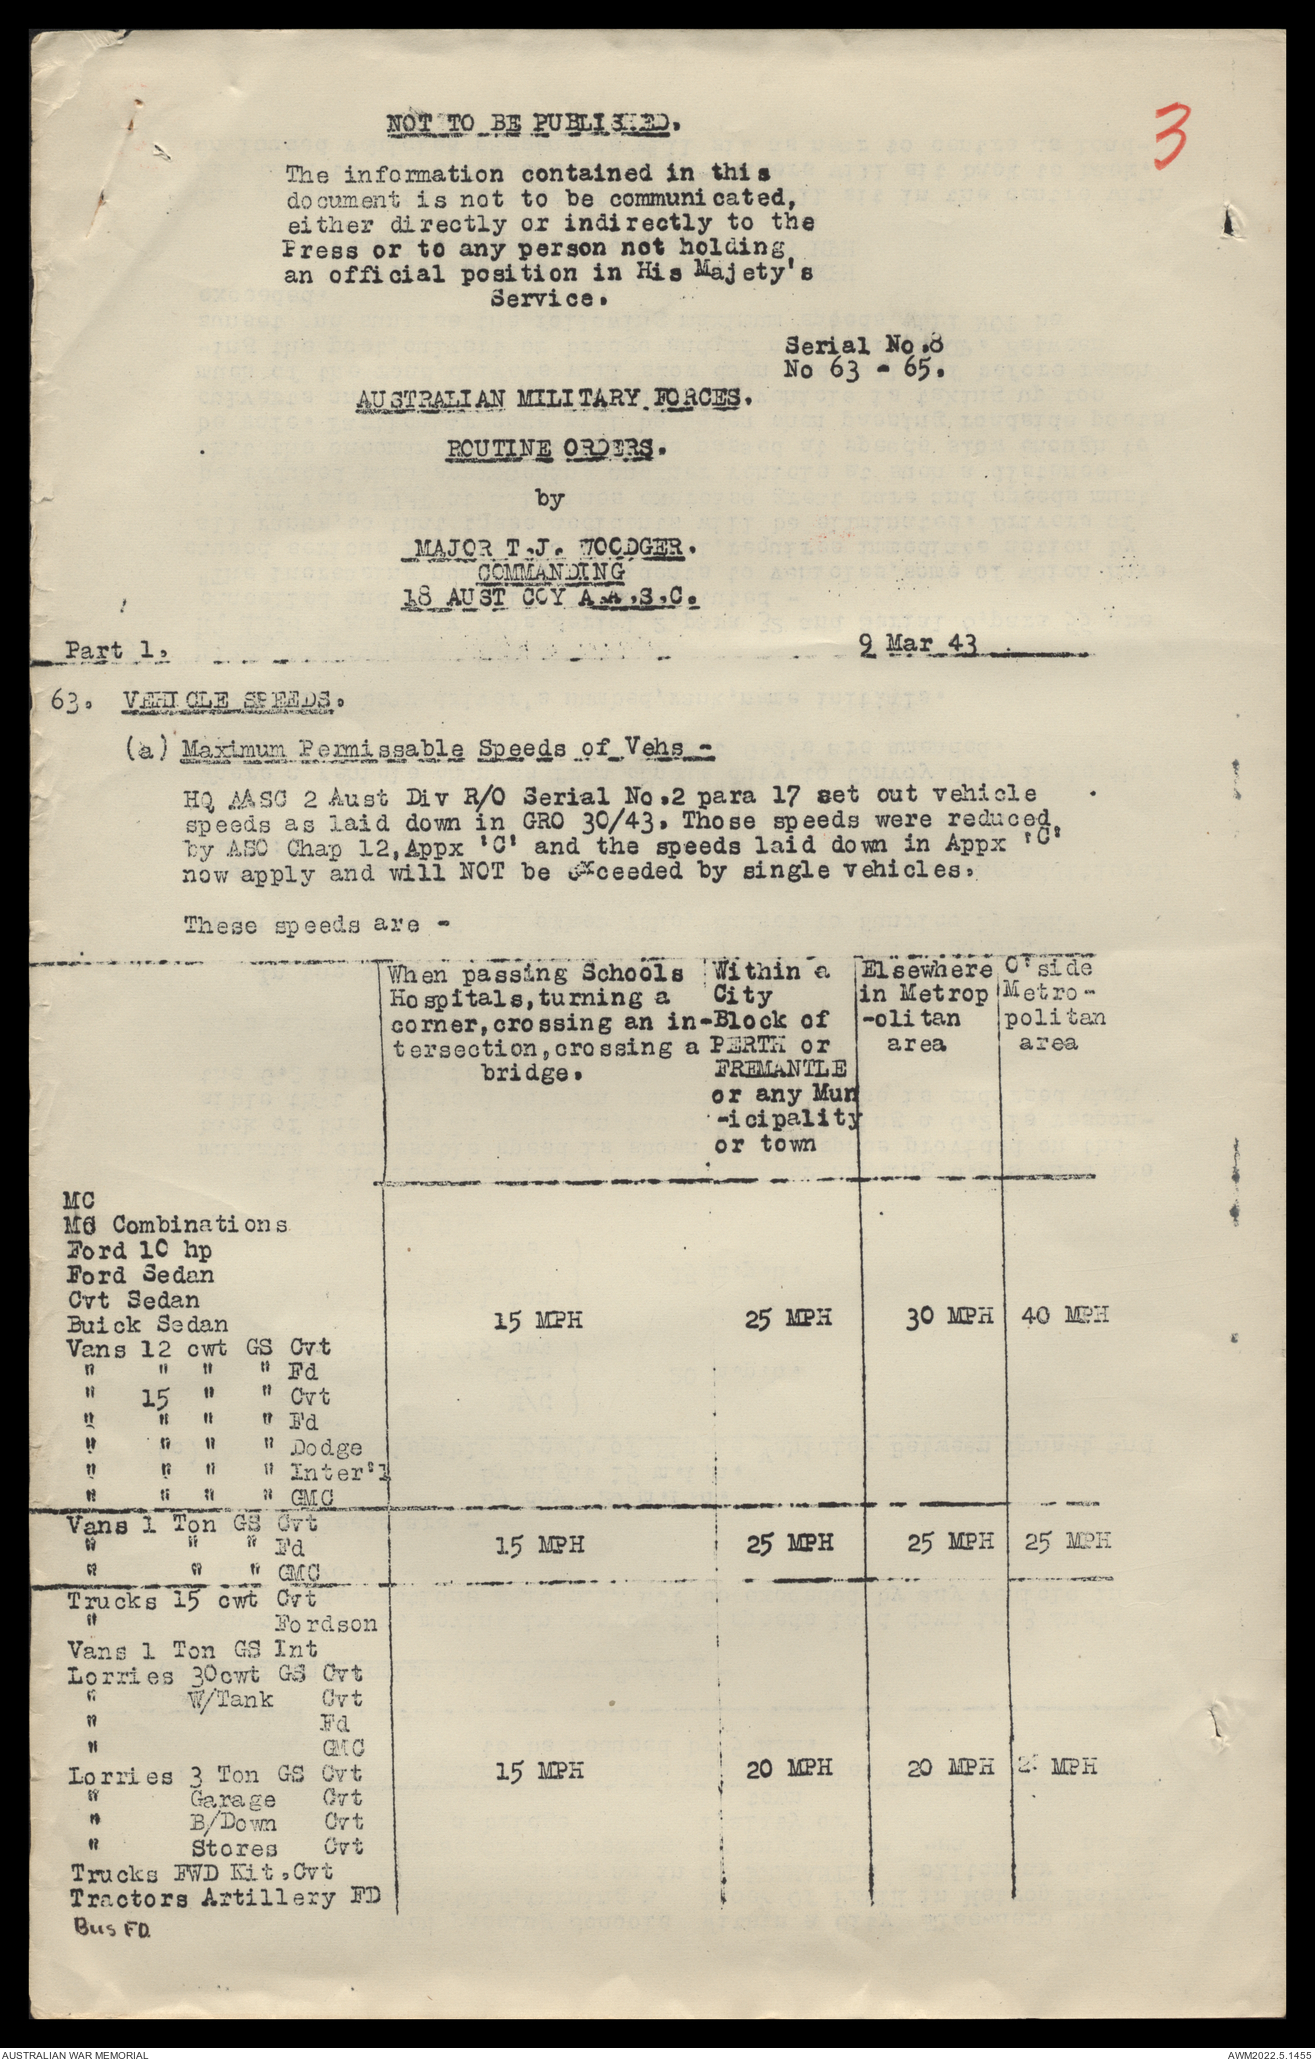 3
NOT TO BE PUBLISHED.
The information contained in this
document is not to be communicated,
either directly or indirectly to the
Press or to any person not holding
an official position in His Majety's
Service.
Serial No.8
No 63 - 65.
AUSTRALIAN MILITARY FORCES.
ROUTINE ORDERS.
by
MAJOR T.J. WOODGER.
COMMANDING
18 AUST COY A.A.S.C.
Part 1. 9 Mar 43
63. VEHICLE SPEEDS.
(a) Maximum Permissable Speeds of Vehs -
HQ AASC 2 Aust Div R/O Serial No.2 para 17 set out vehicle
speeds as laid down in GRO 30/43. Those speeds were reduced
by ASO Chap 12, Appx 'C' and the speeds laid down in Appx 'C'
now apply and will NOT be exceeded by single vehicles.
These speeds are -
When passing Schools
Hospitals, turning a
corner, crossing an in-
tersection, crossing a
bridge.
Within a
City
Block of
PERTH or
FREMANTLE
or any Mun
-icipality
or town
Elsewhere
in Metrop
-olitan
area
O'side
Metro-
politan
area
MC
MC Combinations
Ford 10 hp
Ford Sedan
Cvt Sedan
Buick Sedan 15 MPH 25 MPH 30 MPH 40 MPH
Vans 12 cwt GS Cvt
" " " " Fd
" 15 " " Cvt
" " " " Fd
" " " " Dodge
" " " " Inter'l
" " " " GMC
Vans 1 Ton GS Cvt
" " " Fd 15 MPH 25 MPH 25 MPH 25 MPH
" " " GMC
Trucks 15 cwt Cvt
" Fordson
Vans 1 Ton GS Int
Lorries 30cwt GS Cvt
" W/Tank Cvt
" Fd
" GMC
Lorries 3 Ton GS Cvt 15 MPH 20 MPH 20 MPH MPH
" Garage Cvt
" B/Down Cvt
" Stores Cvt
Trucks FWD Kit.Cvt
Tractors Artillery FD
Bus FD
AUSTRALIAN WAR MEMORIAL
AWM2022.5.1455